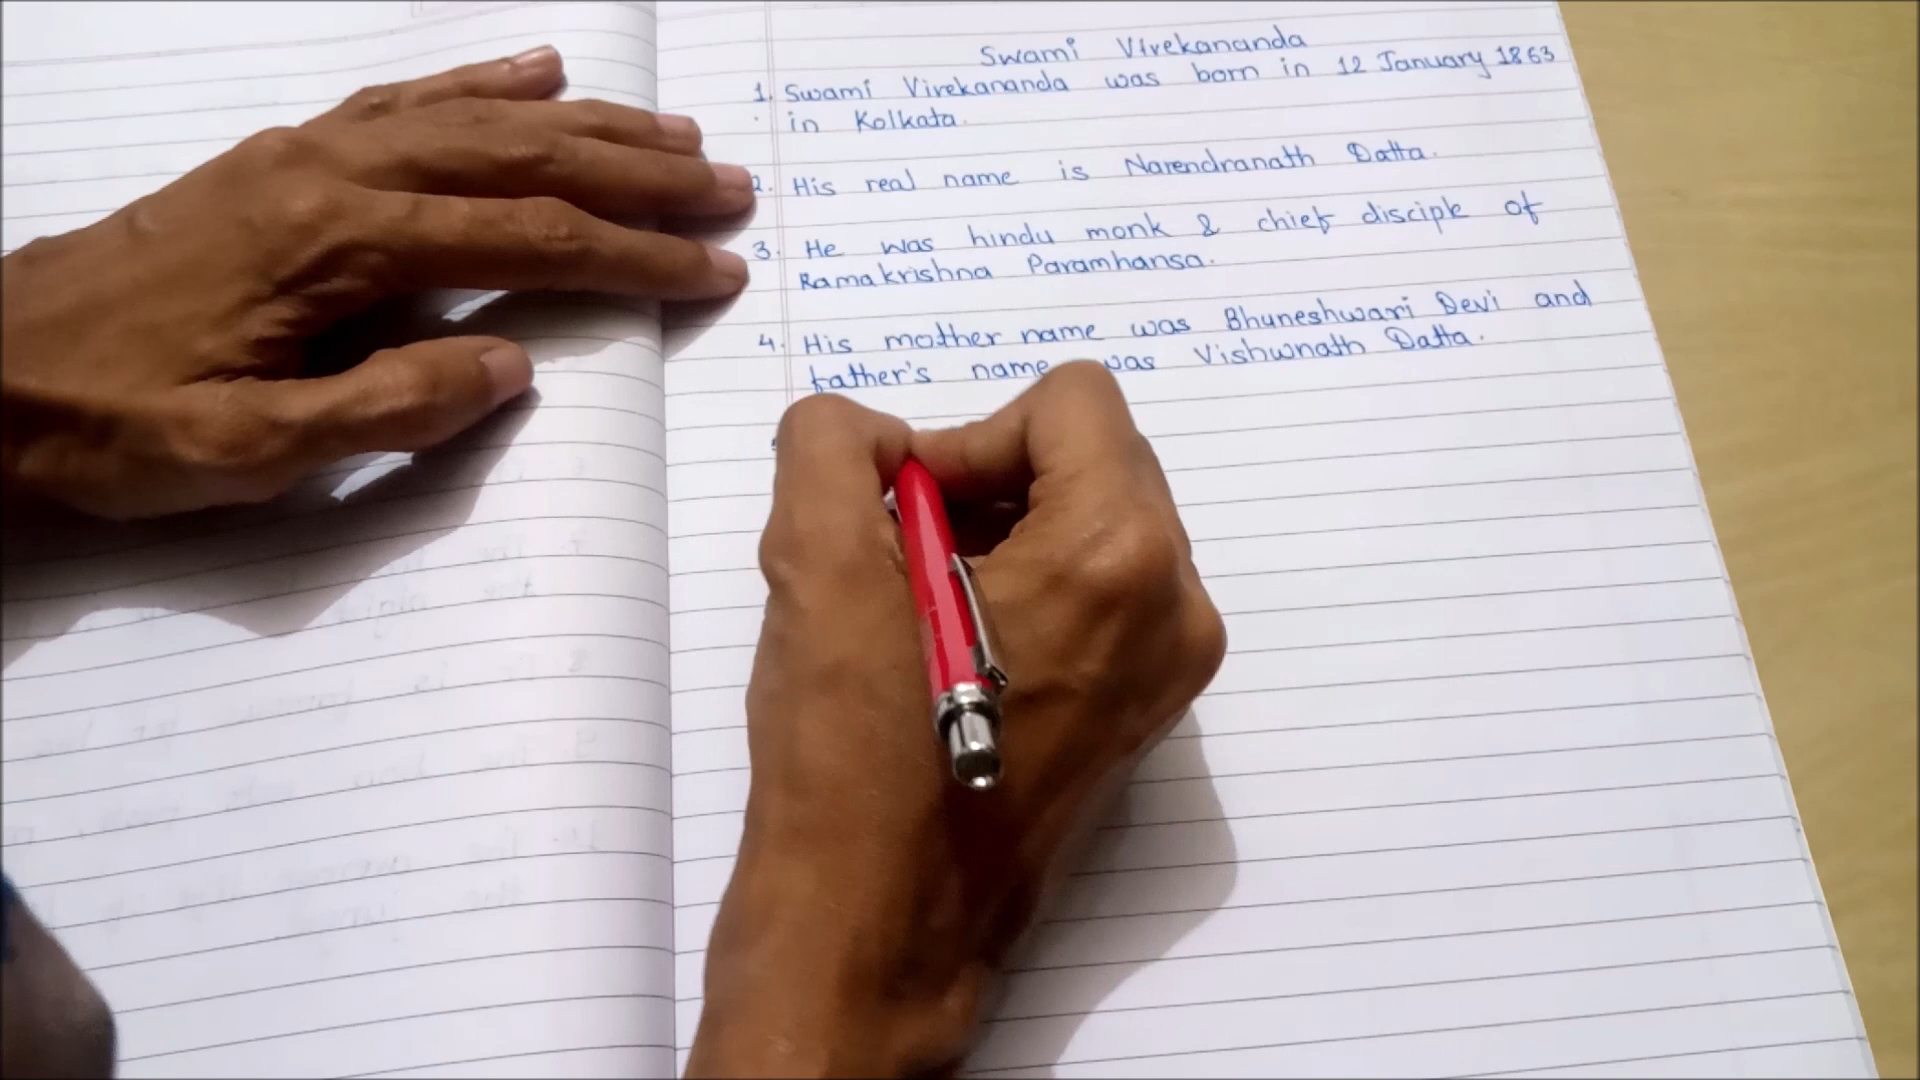 Swami Vivekananda
1. Swami Vivekananda was born in 12 January 1863
in Kolkata.
2. His real name is Narendranath Datta.
3. He was hindu monk & chief disciple of
Ramakrishna Paramhansa.
4. His mother name was Bhuneshwari Devi and
father's name was Vishwnath Datta.